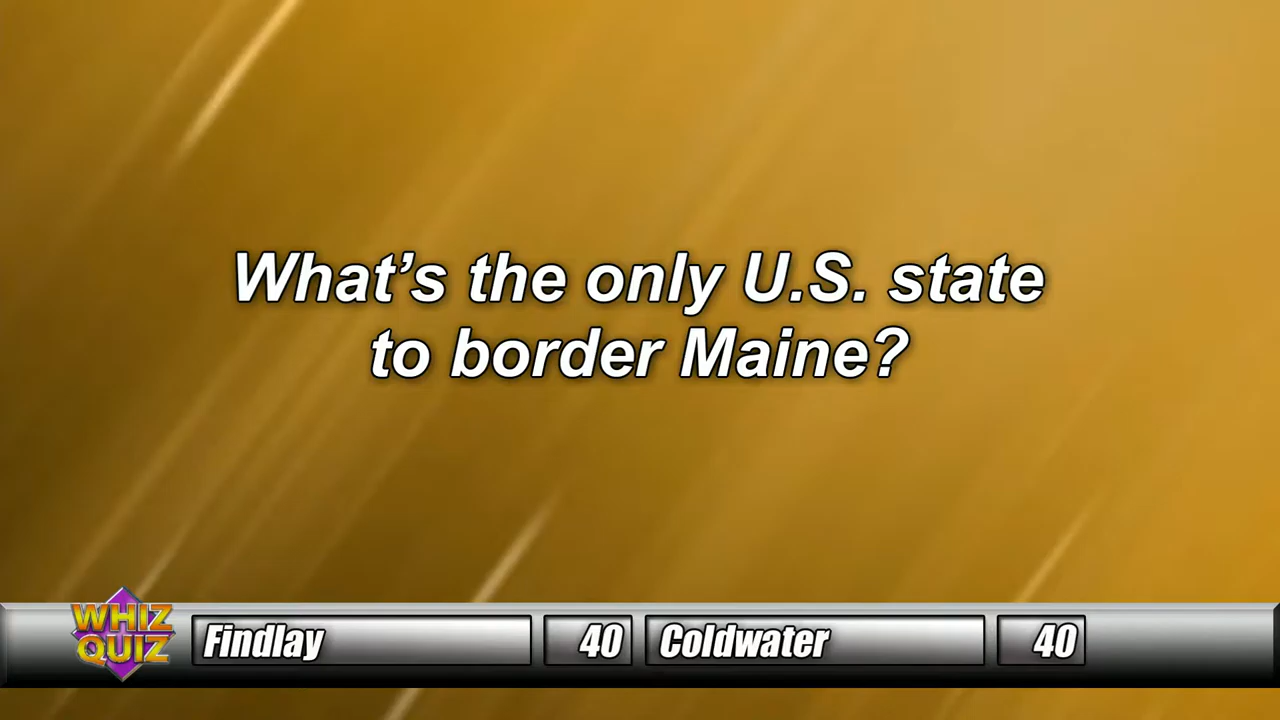 What’s the only U.S. state
to border Maine?
WHIZ
QUIZ
Findlay 40 Coldwater 40